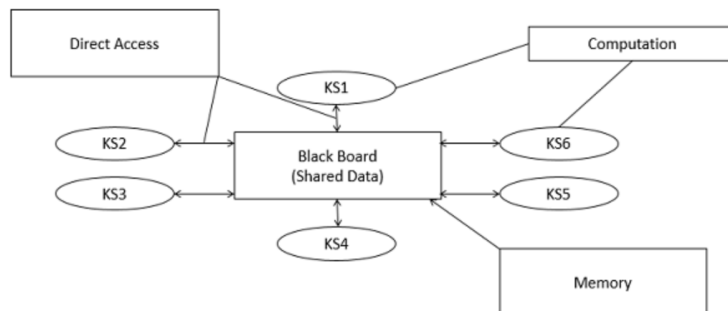 Direct Access
Computation
KS1
KS2
Black Board
(Shared Data)
KS6
KS3
KS5
KS4
Memory